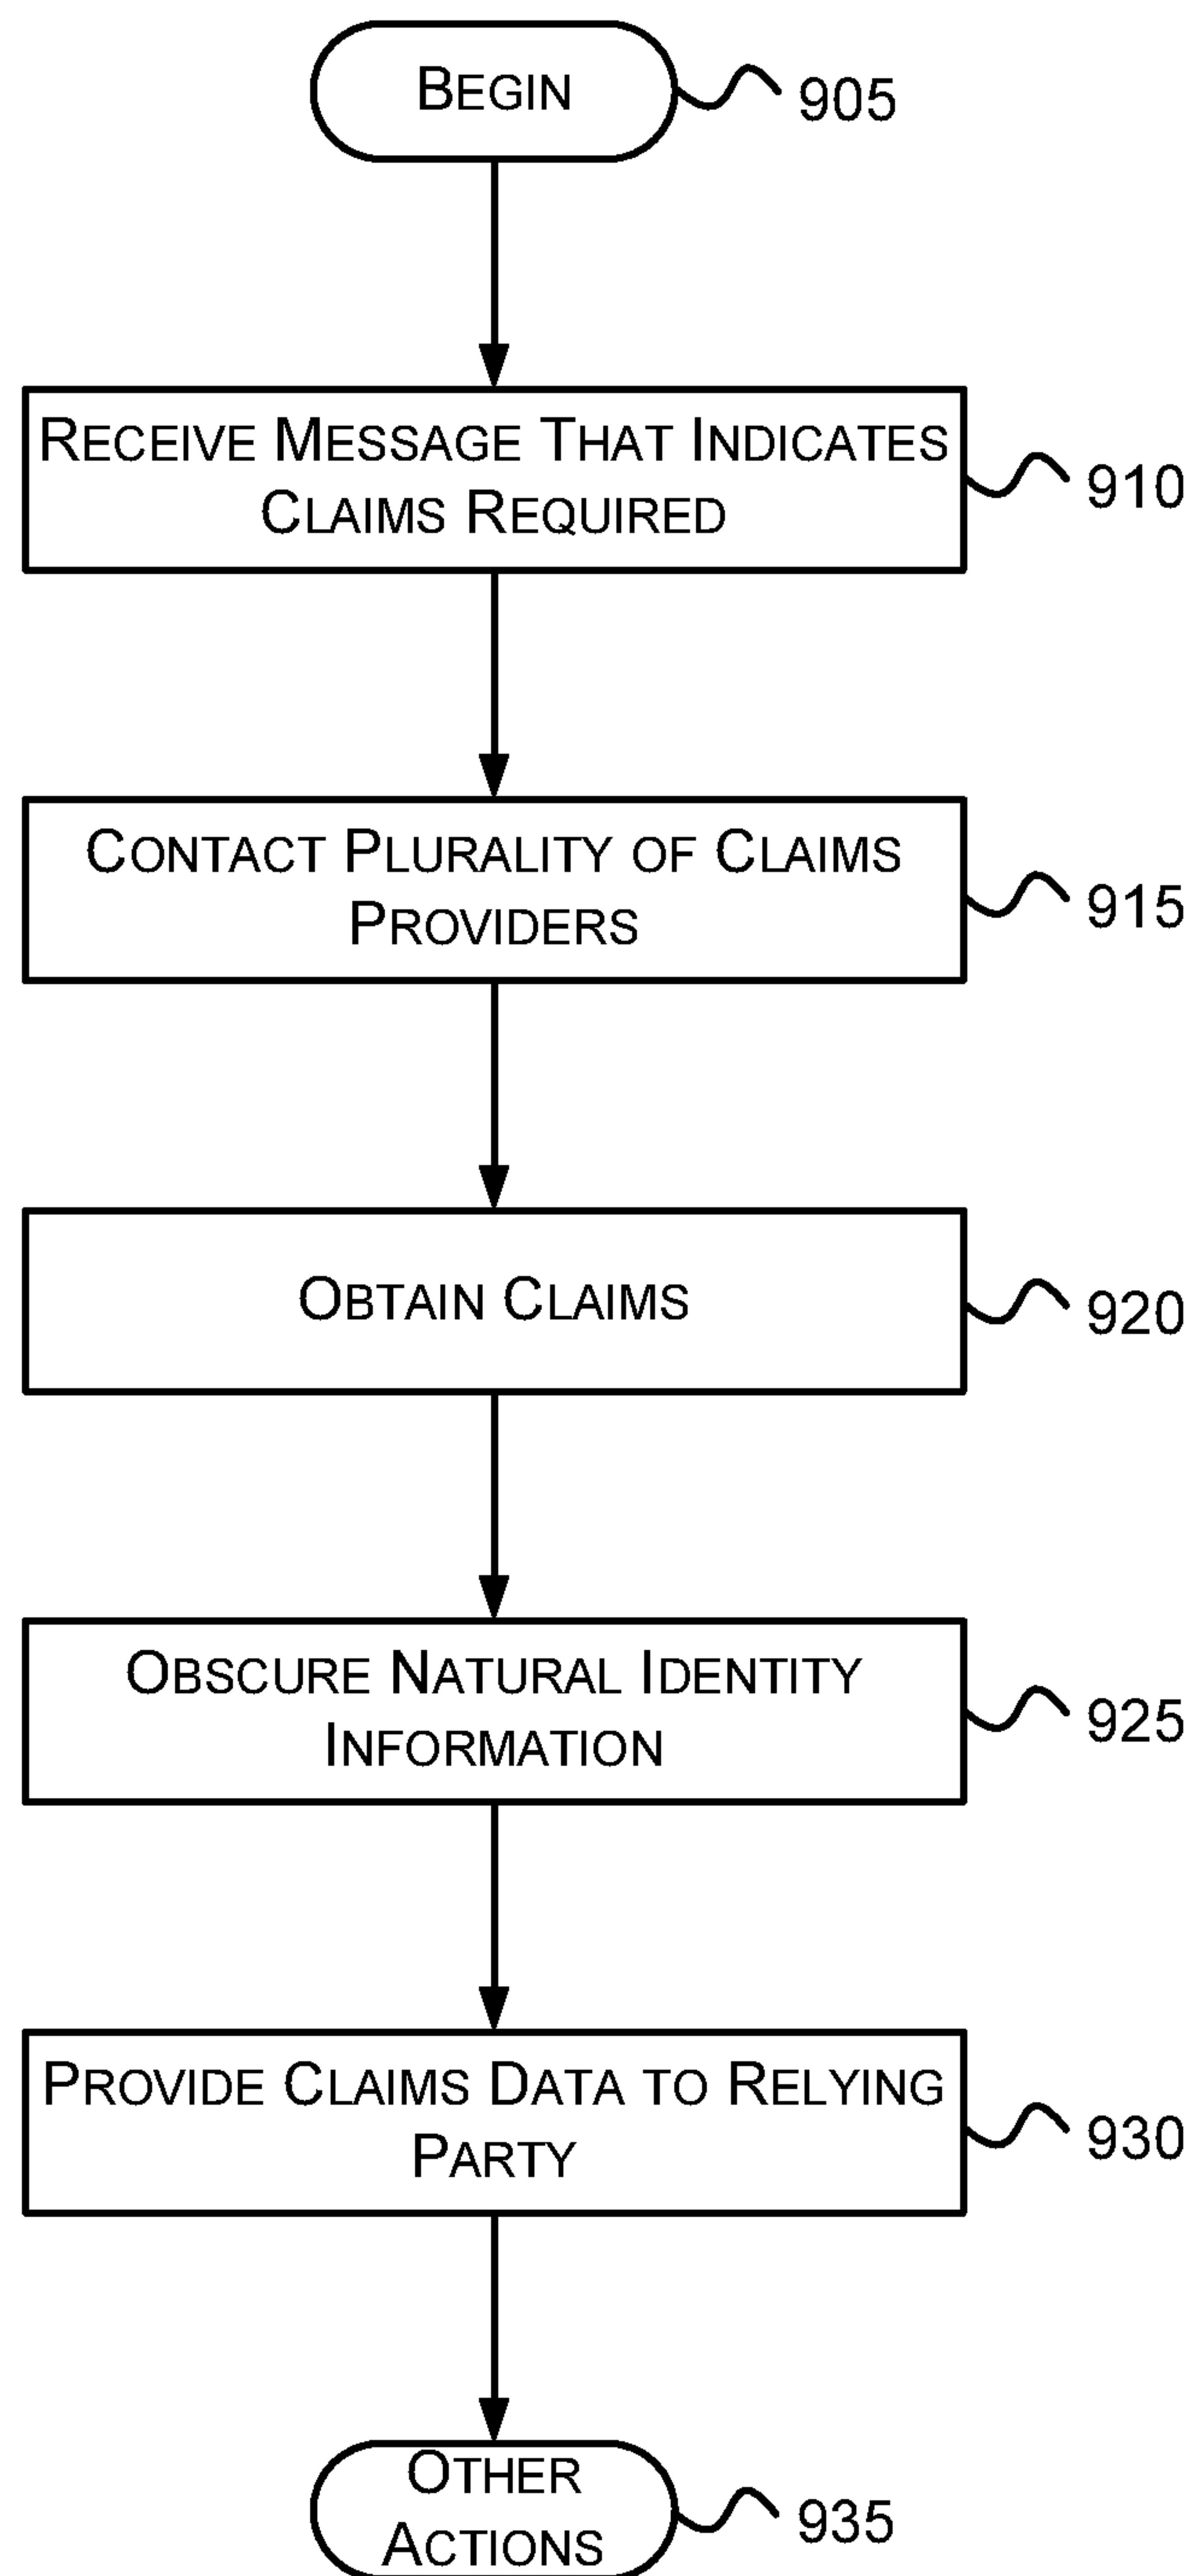 BEGIN
905
RECEIVE MESSAGE THAT INDICATES
CLAIMS REQUIRED
910
CONTACT PLURALITY OF CLAIMS
PROVIDERS
915
OBTAIN CLAIMS
920
OBSCURE NATURAL IDENTITY
INFORMATION
925
PROVIDE CLAIMS DATA TO RELYING
PARTY
930
OTHER
ACTIONS
935